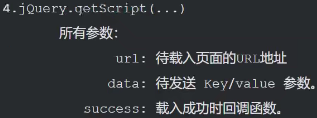 4.jQuery.getScript(...)
所有参数:
url: 待载入页面的URL地址
data: 待发送 Key/value 参数。
success: 载入成功时回调函数。